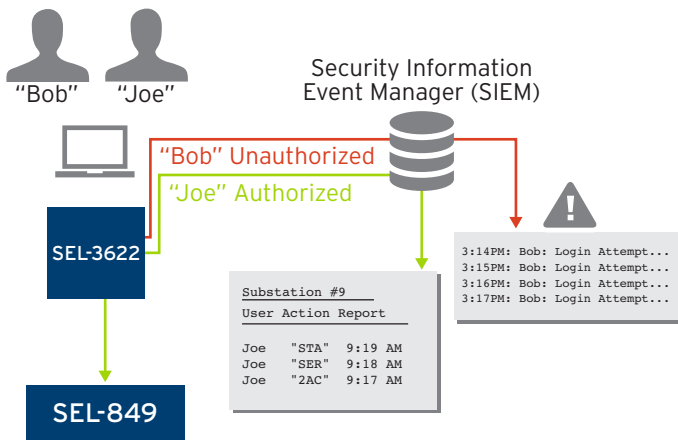 “Bob”
“Joe”
Security Information
Event Manager (SIEM)
“Bob” Unauthorized
“Joe” Authorized
SEL-3622
SEL-849
Substation #9
User Action Report
Joe "STA" 9:19 AM
Joe "SER" 9:18 AM
Joe "2AC" 9:17 AM
!
3:14PM: Bob: Login Attempt...
3:15PM: Bob: Login Attempt...
3:16PM: Bob: Login Attempt...
3:17PM: Bob: Login Attempt...